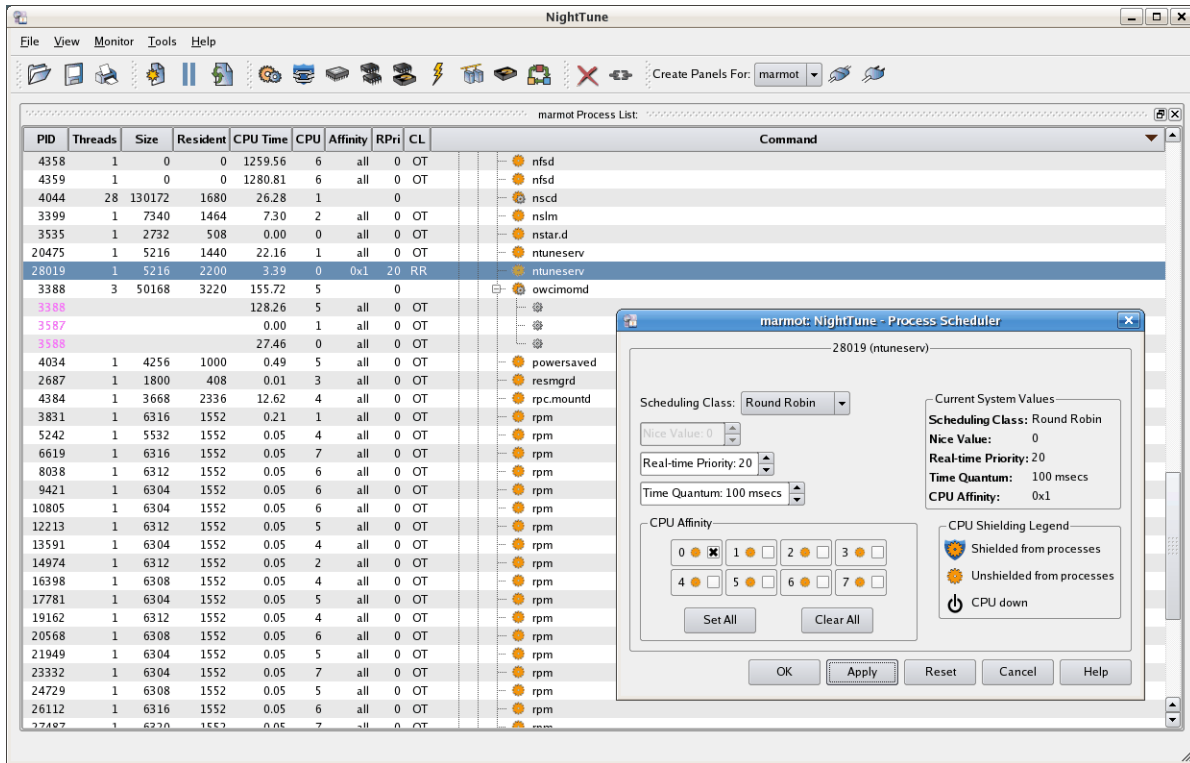 NightTune
File View Monitor Tools Help
Create Panels For: marmot
marmot Process List:
PID Threads Size Resident CPU Time CPU Affinity RPri CL Command
4358 1 0 0 1259.56 6 all 0 OT nfsd
4359 1 0 0 1280.81 6 all 0 OT nfsd
4044 28 130172 1680 26.28 1 0 nscd
3399 1 7340 1464 7.30 2 all 0 OT nslm
3535 1 2732 508 0.00 0 all 0 OT nstar.d
20475 1 5216 1440 22.16 1 all 0 OT ntuneserv
28019 1 5216 2200 3.39 0 0x1 20 RR ntuneserv
3388 3 50168 3220 155.72 5 0 owcimomd
3388 128.26 5 all 0 OT
3587 0.00 1 all 0 OT
3588 27.46 0 all 0 OT
4034 1 4256 1000 0.49 5 all 0 OT powersaved
2687 1 1800 408 0.01 3 all 0 OT resmgrd
4384 1 3668 2336 12.62 4 all 0 OT rpc.mountd
3831 1 6316 1552 0.21 1 all 0 OT rpm
5242 1 5532 1552 0.05 4 all 0 OT rpm
6619 1 6316 1552 0.05 7 all 0 OT rpm
8038 1 6312 1552 0.05 6 all 0 OT rpm
9421 1 6304 1552 0.05 6 all 0 OT rpm
10805 1 6304 1552 0.05 6 all 0 OT rpm
12213 1 6312 1552 0.05 5 all 0 OT rpm
13591 1 6304 1552 0.05 4 all 0 OT rpm
14974 1 6312 1552 0.05 2 all 0 OT rpm
16398 1 6308 1552 0.05 4 all 0 OT rpm
17781 1 6304 1552 0.05 5 all 0 OT rpm
19162 1 6312 1552 0.05 4 all 0 OT rpm
20568 1 6308 1552 0.05 6 all 0 OT rpm
21949 1 6304 1552 0.05 5 all 0 OT rpm
23332 1 6304 1552 0.05 7 all 0 OT rpm
24729 1 6308 1552 0.05 5 all 0 OT rpm
26112 1 6316 1552 0.05 6 all 0 OT rpm
27487 1 6320 1552 0.05 7 all 0 OT rpm
marmot: NightTune - Process Scheduler
28019 (ntuneserv)
Scheduling Class: Round Robin
Nice Value: 0
Real-time Priority: 20
Time Quantum: 100 msecs
Current System Values
Scheduling Class: Round Robin
Nice Value: 0
Real-time Priority: 20
Time Quantum: 100 msecs
CPU Affinity: 0x1
CPU Affinity
0 1 2 3
4 5 6 7
Set All Clear All
CPU Shielding Legend
Shielded from processes
Unshielded from processes
CPU down
OK Apply Reset Cancel Help